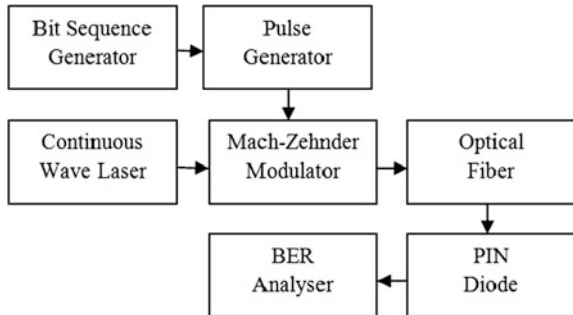 Bit Sequence
Generator
Pulse
Generator
Continuous
Wave Laser
Mach-Zehnder
Modulator
Optical
Fiber
BER
Analyser
PIN
Diode